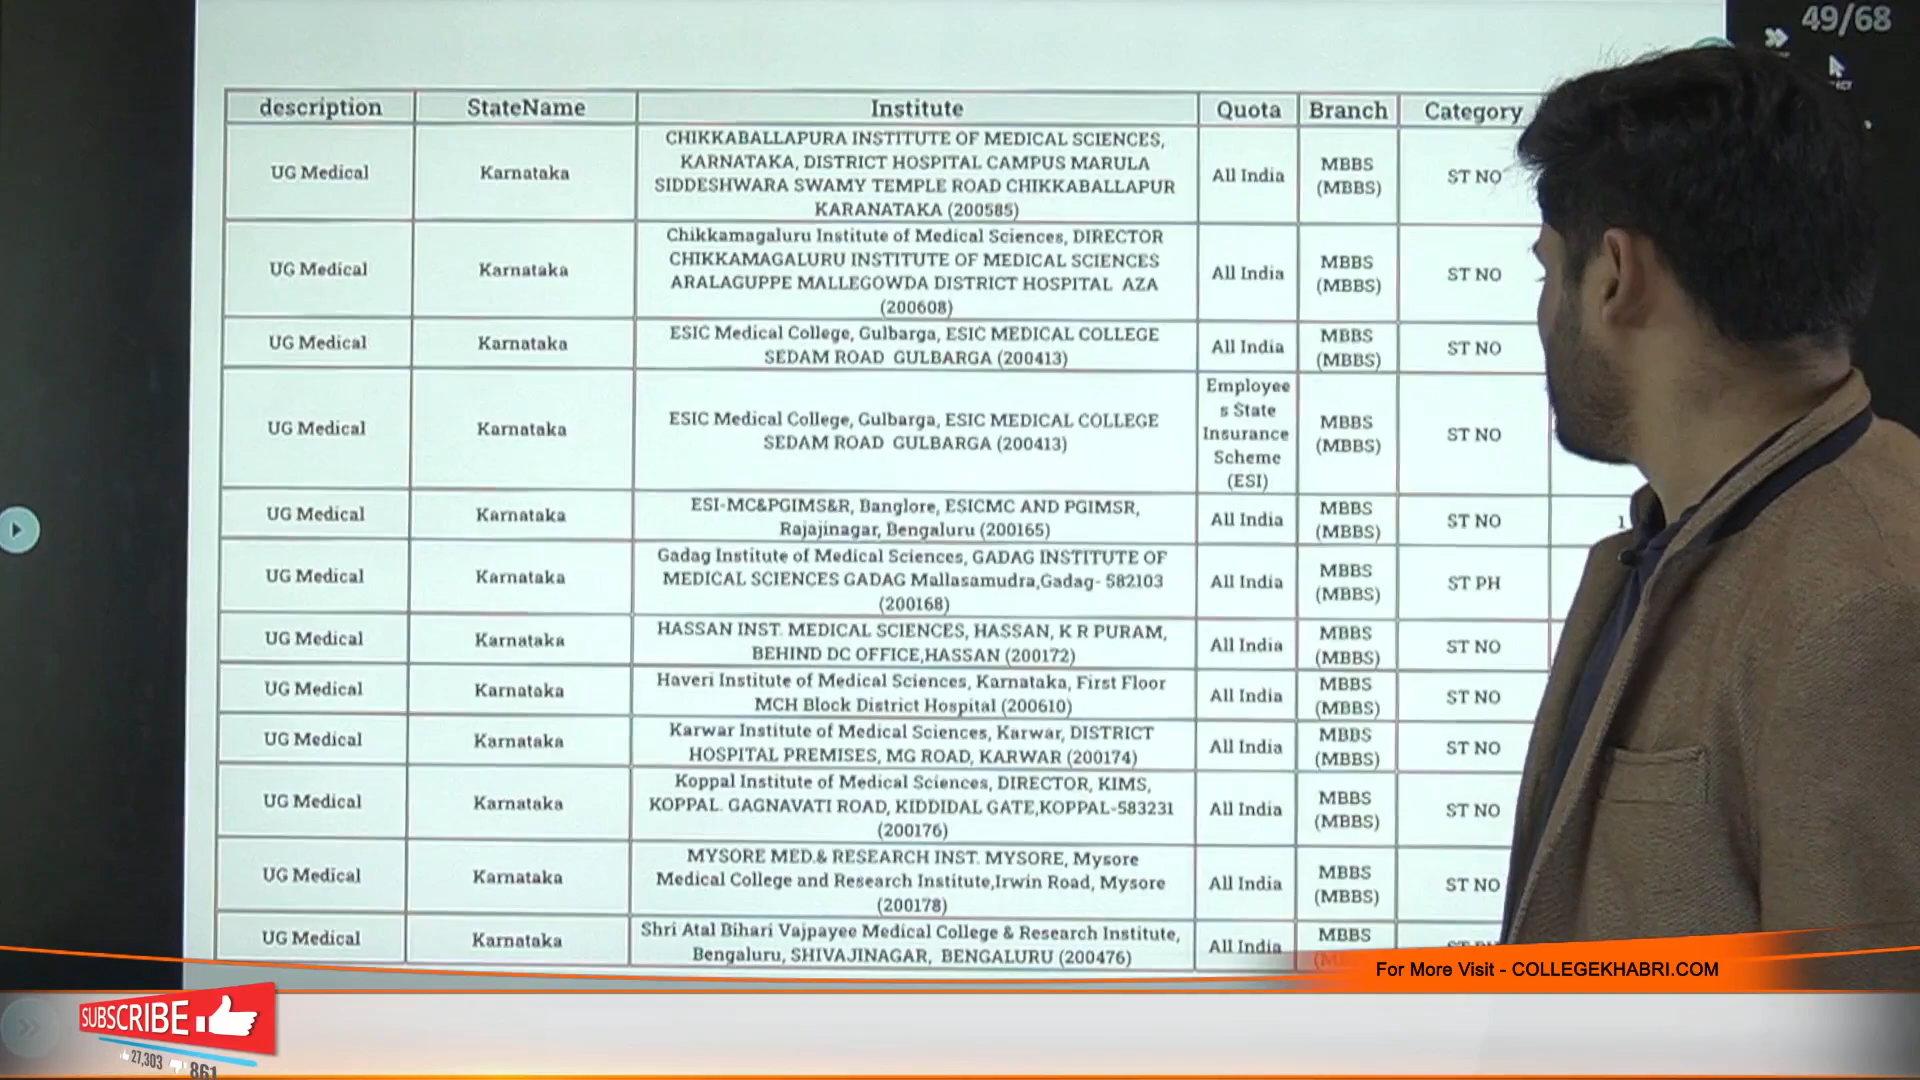 49/68
description StateName Institute Quota Branch Category
UG Medical Karnataka CHIKKABALLAPURA INSTITUTE OF MEDICAL SCIENCES,
KARNATAKA, DISTRICT HOSPITAL CAMPUS MARULA
SIDDESHWARA SWAMY TEMPLE ROAD CHIKKABALLAPUR
KARANATAKA (200585) All India MBBS
(MBBS) ST NO
UG Medical Karnataka Chikkamagaluru Institute of Medical Sciences, DIRECTOR
CHIKKAMAGALURU INSTITUTE OF MEDICAL SCIENCES
ARALAGUPPE MALLEGOWDA DISTRICT HOSPITAL AZA
(200608) All India MBBS
(MBBS) ST NO
UG Medical Karnataka ESIC Medical College, Gulbarga, ESIC MEDICAL COLLEGE
SEDAM ROAD GULBARGA (200413) All India MBBS
(MBBS) ST NO
UG Medical Karnataka ESIC Medical College, Gulbarga, ESIC MEDICAL COLLEGE
SEDAM ROAD GULBARGA (200413) Employee
s State
Insurance
Scheme
(ESI) MBBS
(MBBS) ST NO
UG Medical Karnataka ESI-MC&PGIMS&R, Banglore, ESICMC AND PGIMSR,
Rajajinagar, Bengaluru (200165) All India MBBS
(MBBS) ST NO 1
UG Medical Karnataka Gadag Institute of Medical Sciences, GADAG INSTITUTE OF
MEDICAL SCIENCES GADAG Mallasamudra,Gadag- 582103
(200168) All India MBBS
(MBBS) ST PH
UG Medical Karnataka HASSAN INST. MEDICAL SCIENCES, HASSAN, K R PURAM,
BEHIND DC OFFICE,HASSAN (200172) All India MBBS
(MBBS) ST NO
UG Medical Karnataka Haveri Institute of Medical Sciences, Karnataka, First Floor
MCH Block District Hospital (200610) All India MBBS
(MBBS) ST NO
UG Medical Karnataka Karwar Institute of Medical Sciences, Karwar, DISTRICT
HOSPITAL PREMISES, MG ROAD, KARWAR (200174) All India MBBS
(MBBS) ST NO
UG Medical Karnataka Koppal Institute of Medical Sciences, DIRECTOR, KIMS,
KOPPAL. GAGNAVATI ROAD, KIDDIDAL GATE,KOPPAL-583231
(200176) All India MBBS
(MBBS) ST NO
UG Medical Karnataka MYSORE MED.& RESEARCH INST. MYSORE, Mysore
Medical College and Research Institute,Irwin Road, Mysore
(200178) All India MBBS
(MBBS) ST NO
UG Medical Karnataka Shri Atal Bihari Vajpayee Medical College & Research Institute,
Bengaluru, SHIVAJINAGAR, BENGALURU (200476) All India MBBS
For More Visit - COLLEGEKHABRI.COM
SUBSCRIBE
27,303 861